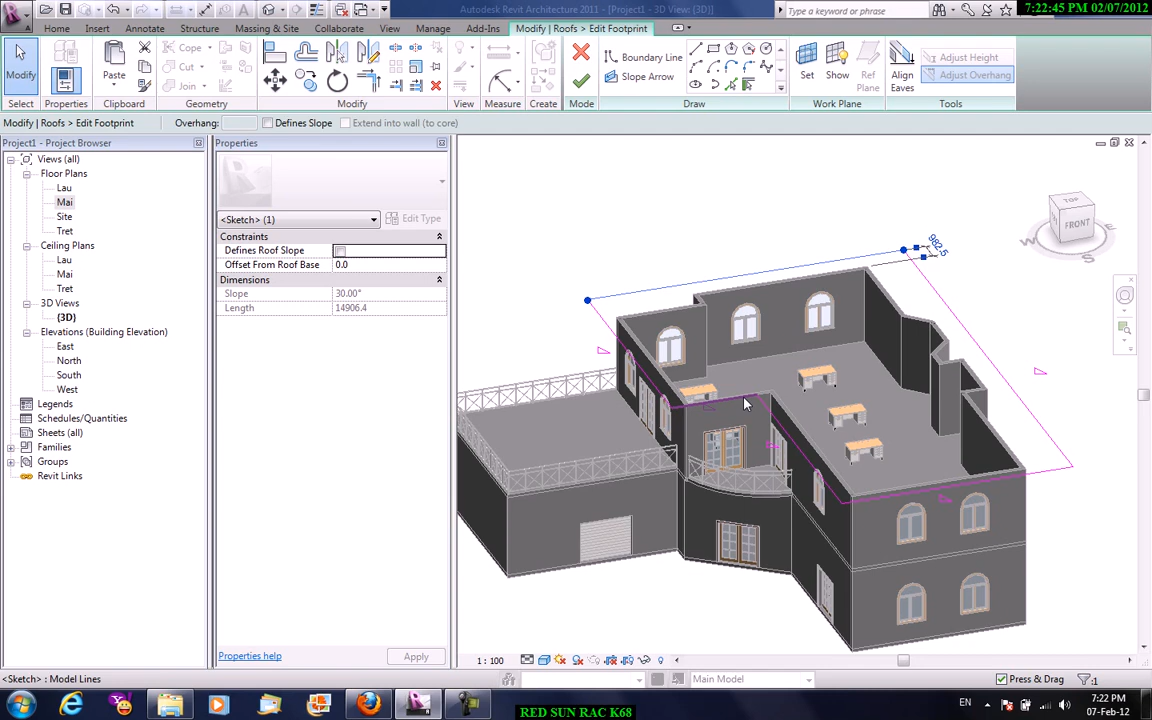 Autodesk Revit Architecture 2011 - [Project1 - 3D View: {3D}]
Type a keyword or phrase
7:22:45 PM 02/07/2012
Home Insert Annotate Structure Massing & Site Collaborate View Manage Add-Ins Modify | Roofs > Edit Footprint
Modify
Paste
Cope
Cut
Join
Boundary Line
Slope Arrow
Set
Show
Ref Plane
Align Eaves
Adjust Height
Adjust Overhang
Select Properties Clipboard Geometry Modify View Measure Create Mode Draw Work Plane Tools
Modify | Roofs > Edit Footprint Overhang: Defines Slope Extend into wall (to core)
Project1 - Project Browser
Views (all)
Floor Plans
Lau
Mai
Site
Tret
Ceiling Plans
Lau
Mai
Tret
3D Views
{3D}
Elevations (Building Elevation)
East
North
South
West
Legends
Schedules/Quantities
Sheets (all)
Families
Groups
Revit Links
Properties
<Sketch> (1)
Edit Type
Constraints
Defines Roof Slope
Offset From Roof Base 0.0
Dimensions
Slope 30.00°
Length 14906.4
Properties help
Apply
982.5
TOP
FRONT
W
S
E
1 : 100
<Sketch> : Model Lines
Main Model
Press & Drag
:1
EN
7:22 PM
07-Feb-12
RED SUN RAC K68